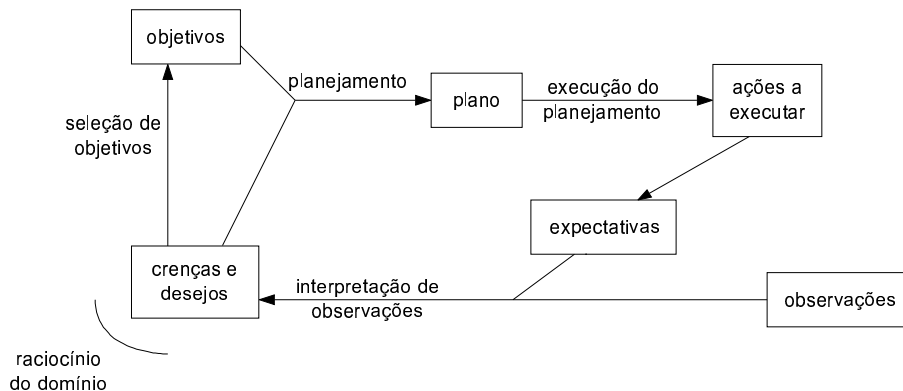 objetivos
planejamento
plano
execução do
planejamento
ações a
executar
seleção de
objetivos
expectativas
crenças e
desejos
interpretação de
observações
observações
raciocínio
do domínio